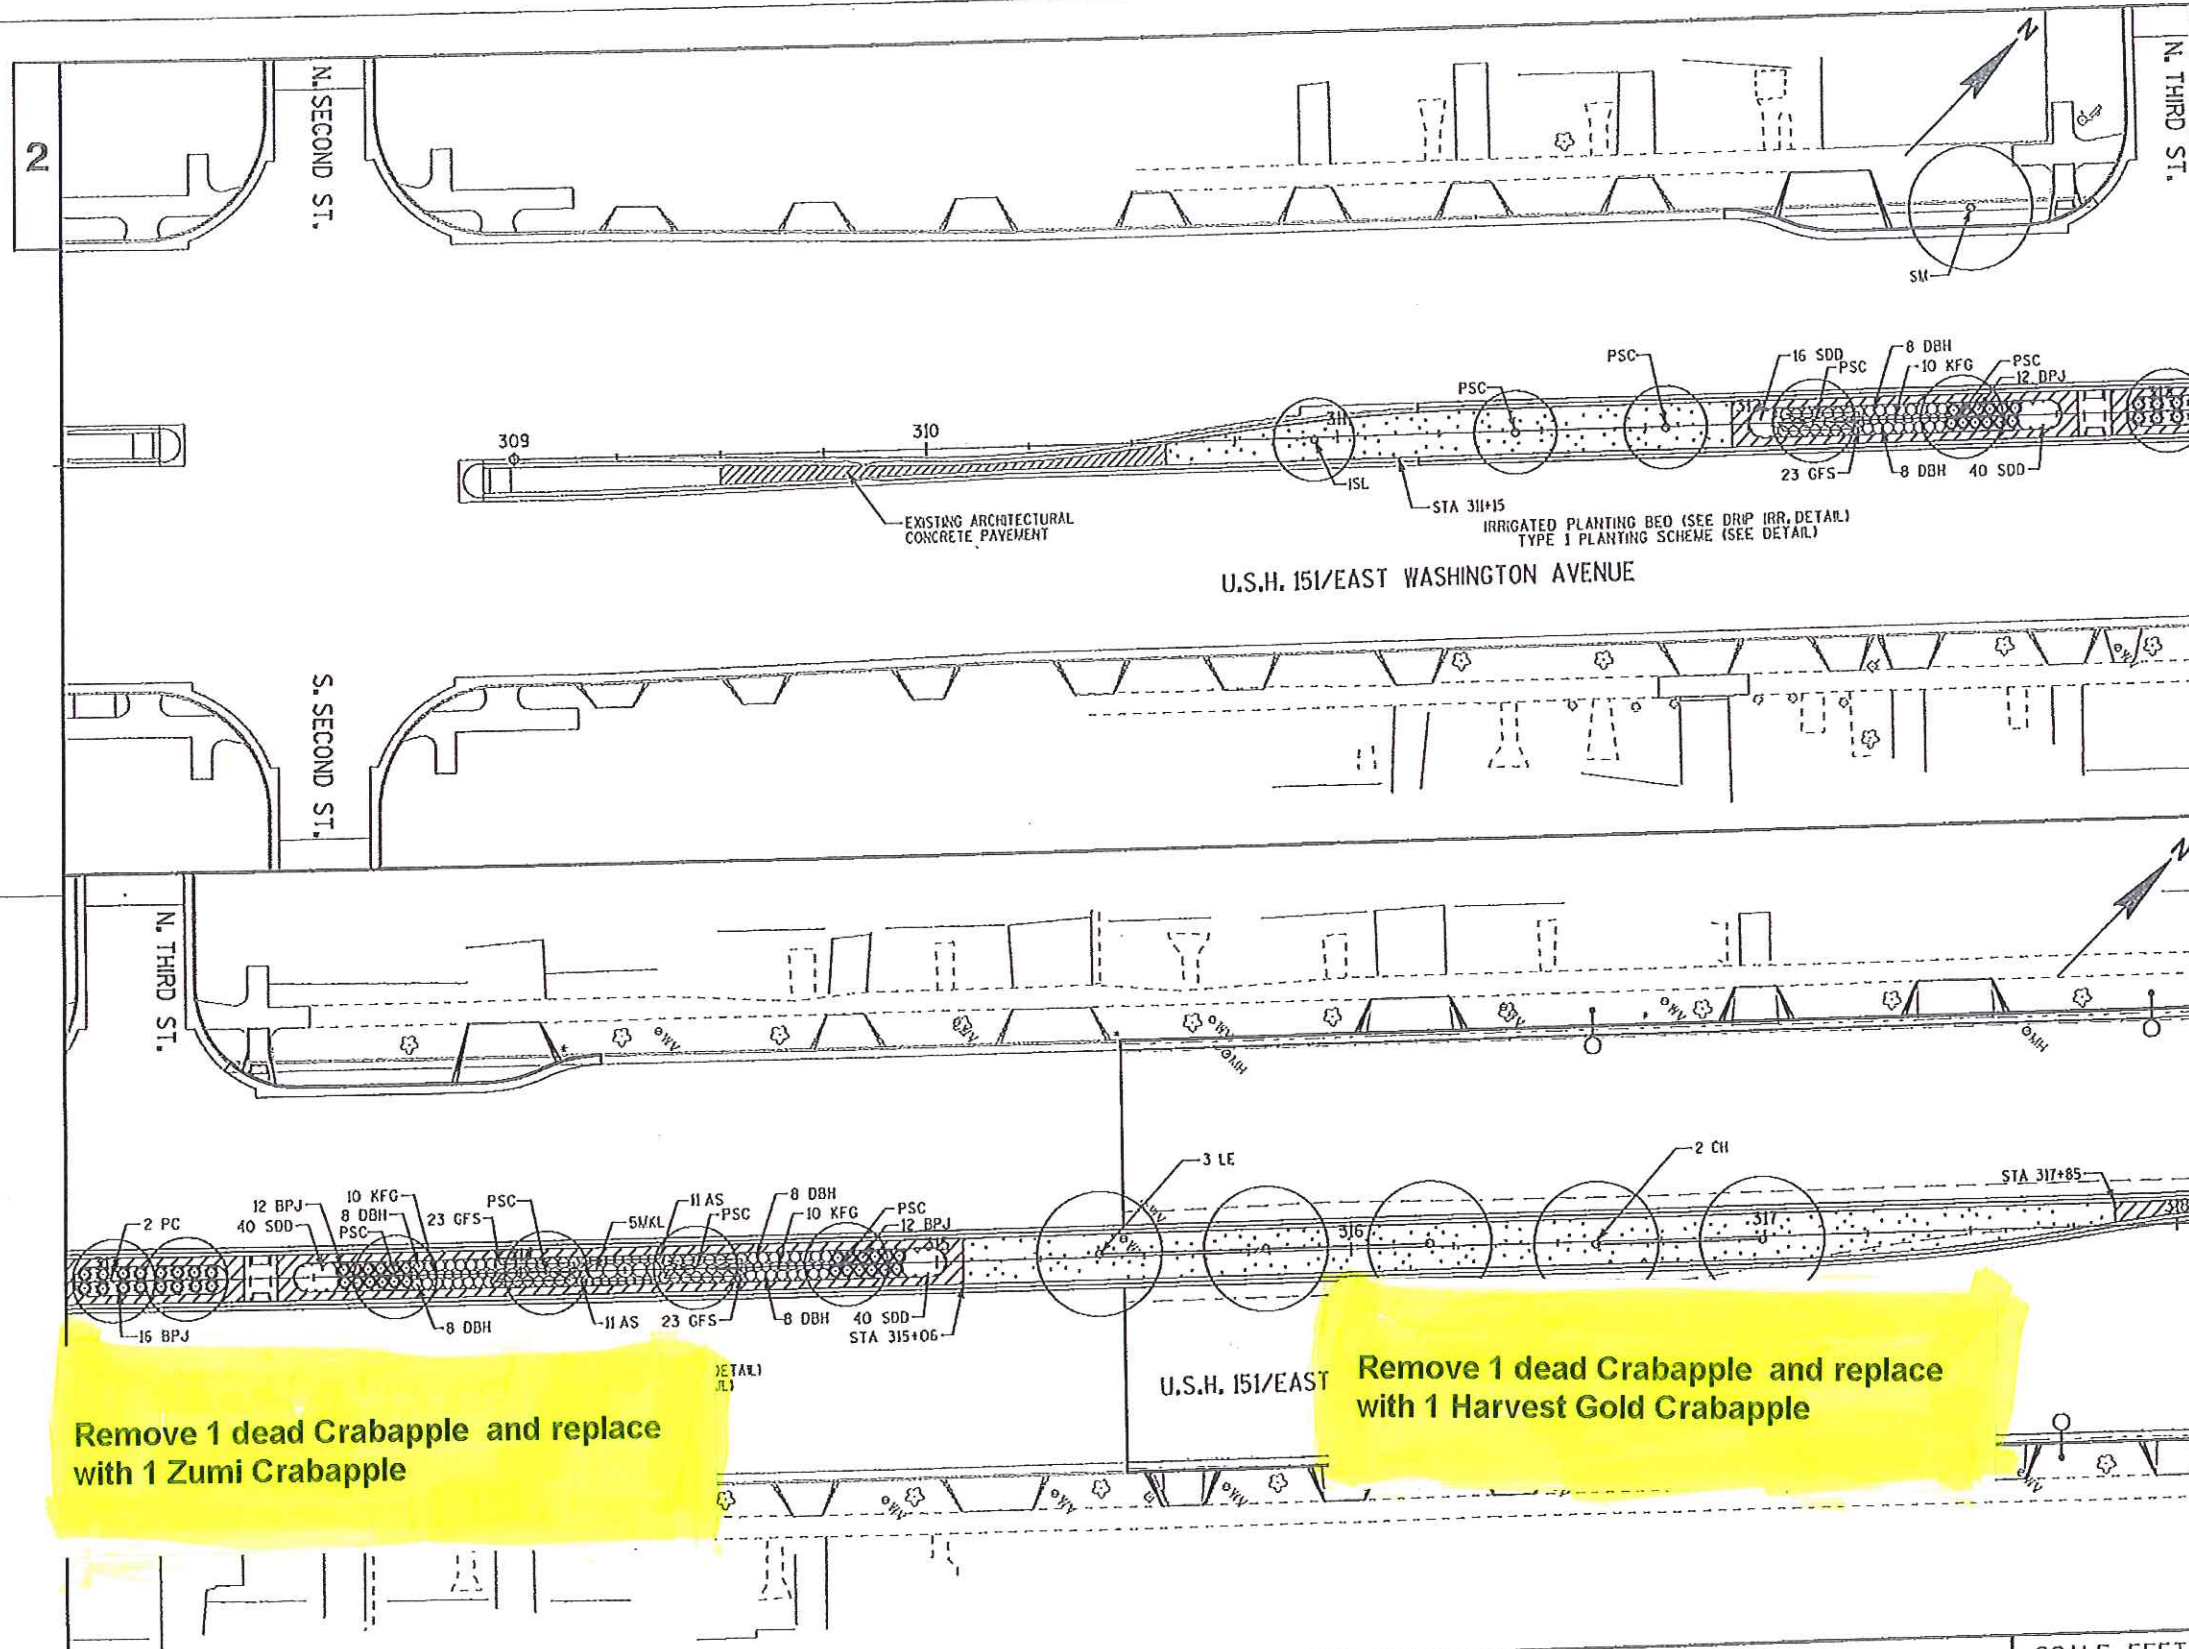 2
N. SECOND ST.
N. THIRD ST.
N
SM
309
310
311
312
PSC
PSC
16 SDD
PSC
8 DBH
10 KFG
PSC
12 BPJ
ISL
STA 311+15
23 GFS
8 DBH
40 SDD
EXISTING ARCHITECTURAL
CONCRETE PAVEMENT
IRRIGATED PLANTING BED (SEE DRIP IRR. DETAIL)
TYPE 1 PLANTING SCHEME (SEE DETAIL)
U.S.H. 151/EAST WASHINGTON AVENUE
S. SECOND ST.
N
N. THIRD ST.
3 LE
2 CH
STA 317+85
2 PC
12 BPJ
40 SDD
10 KFG
8 DBH
PSC
23 GFS
PSC
5MKL
11 AS
PSC
8 DBH
10 KFG
PSC
12 BPJ
315
316
317
318
16 BPJ
8 DBH
11 AS
23 GFS
8 DBH
40 SDD
STA 315+06
U.S.H. 151/EAST
Remove 1 dead Crabapple and replace
with 1 Harvest Gold Crabapple
Remove 1 dead Crabapple and replace
with 1 Zumi Crabapple